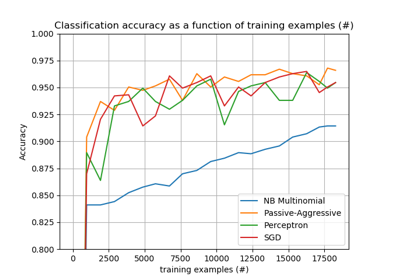 Classification accuracy as a function of training examples (#)
1.000
0.975
0.950
0.925
0.900
0.875
0.850
0.825
0.800
Accuracy
0 2500 5000 7500 10000 12500 15000 17500
training examples (#)
NB Multinomial
Passive-Aggressive
Perceptron
SGD